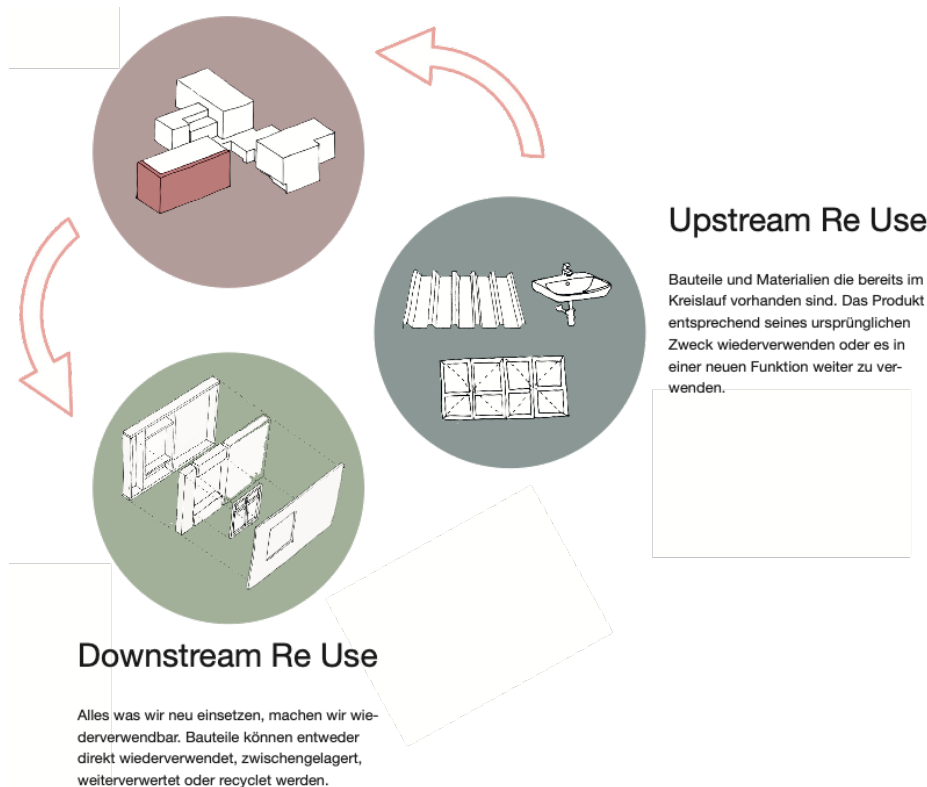 Upstream Re Use
Bauteile und Materialien die bereits im
Kreislauf vorhanden sind. Das Produkt
entsprechend seines ursprünglichen
Zweck wiederverwenden oder es in
einer neuen Funktion weiter zu ver-
wenden.
Downstream Re Use
Alles was wir neu einsetzen, machen wir wie-
derverwendbar. Bauteile können entweder
direkt wiederverwendet, zwischengelagert,
weiterverwertet oder recyclet werden.